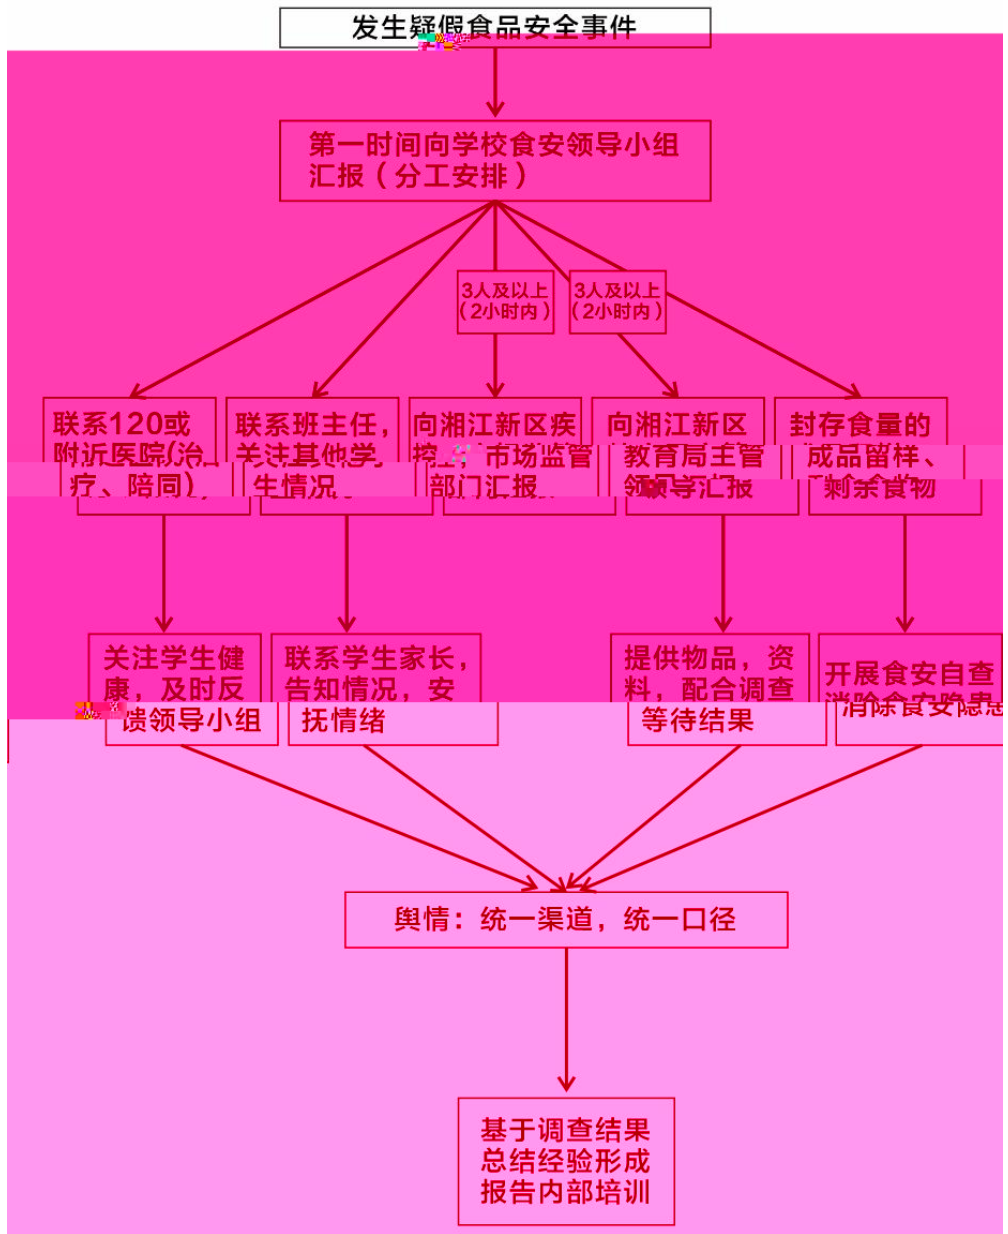 发生疑假食品安全事件
第一时间向学校食安领导小组
汇报（分工安排）
3人及以上
（2小时内）
3人及以上
（2小时内）
联系120或
附近医院(治
疗、陪同)
联系班主任，
关注其他学
生情况
向湘江新区疾
控 市场监管
部门汇报
向湘江新区
教育局主管
领导汇报
封存食量的
成品留样、
剩余食物
关注学生健
康，及时反
馈领导小组
联系学生家长，
告知情况，安
抚情绪
提供物品，资
料，配合调查
等待结果
开展食安自查
消除食安隐患
舆情：统一渠道，统一口径
基于调查结果
总结经验形成
报告内部培训